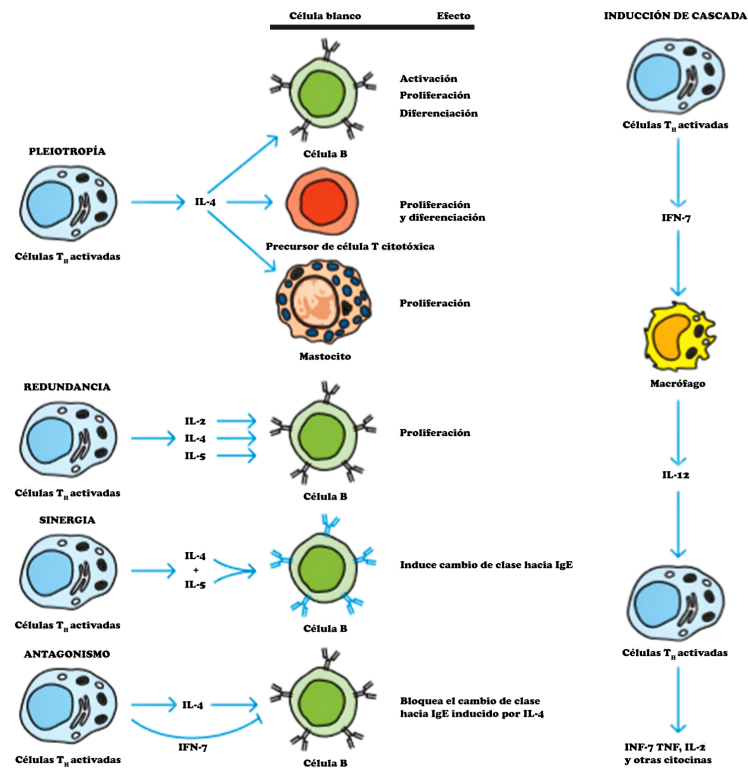 Célula blanco Efecto
Activación
Proliferación
Diferenciación
Célula B
PLEIOTROPÍA
IL-4
Células TH activadas
Proliferación
y diferenciación
Precursor de célula T citotóxica
Proliferación
Mastocito
REDUNDANCIA
IL-2
IL-4
IL-5
Proliferación
Células TH activadas
Célula B
SINERGIA
IL-4
+
IL-5
Induce cambio de clase hacia IgE
Células TH activadas
Célula B
ANTAGONISMO
IL-4
Bloquea el cambio de clase
hacia IgE inducido por IL-4
IFN-7
Células TH activadas
Célula B
INDUCCIÓN DE CASCADA
Células TH activadas
IFN-7
Macrófago
IL-12
Células TH activadas
INF-7 TNF, IL-2
y otras citocinas